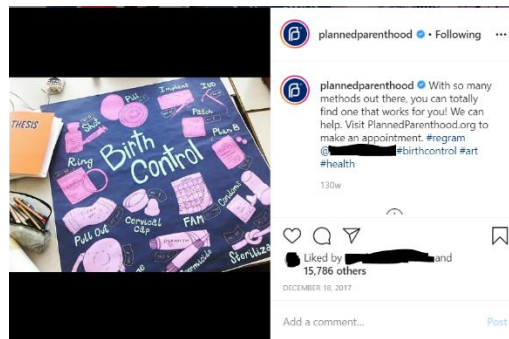 plannedparenthood • Following
plannedparenthood With so many
methods out there, you can totally
find one that works for you! We can
help. Visit PlannedParenthood.org to
make an appointment. #regram
@ #birthcontrol #art
#health
130w
Liked by and
15,786 others
DECEMBER 18, 2017
Add a comment... Post
THESIS
Birth
Control
Shot
Pill
Implant
IUD
Patch
Plan B
Ring
Condoms
Pull Out
Cervical
Cap
FAM